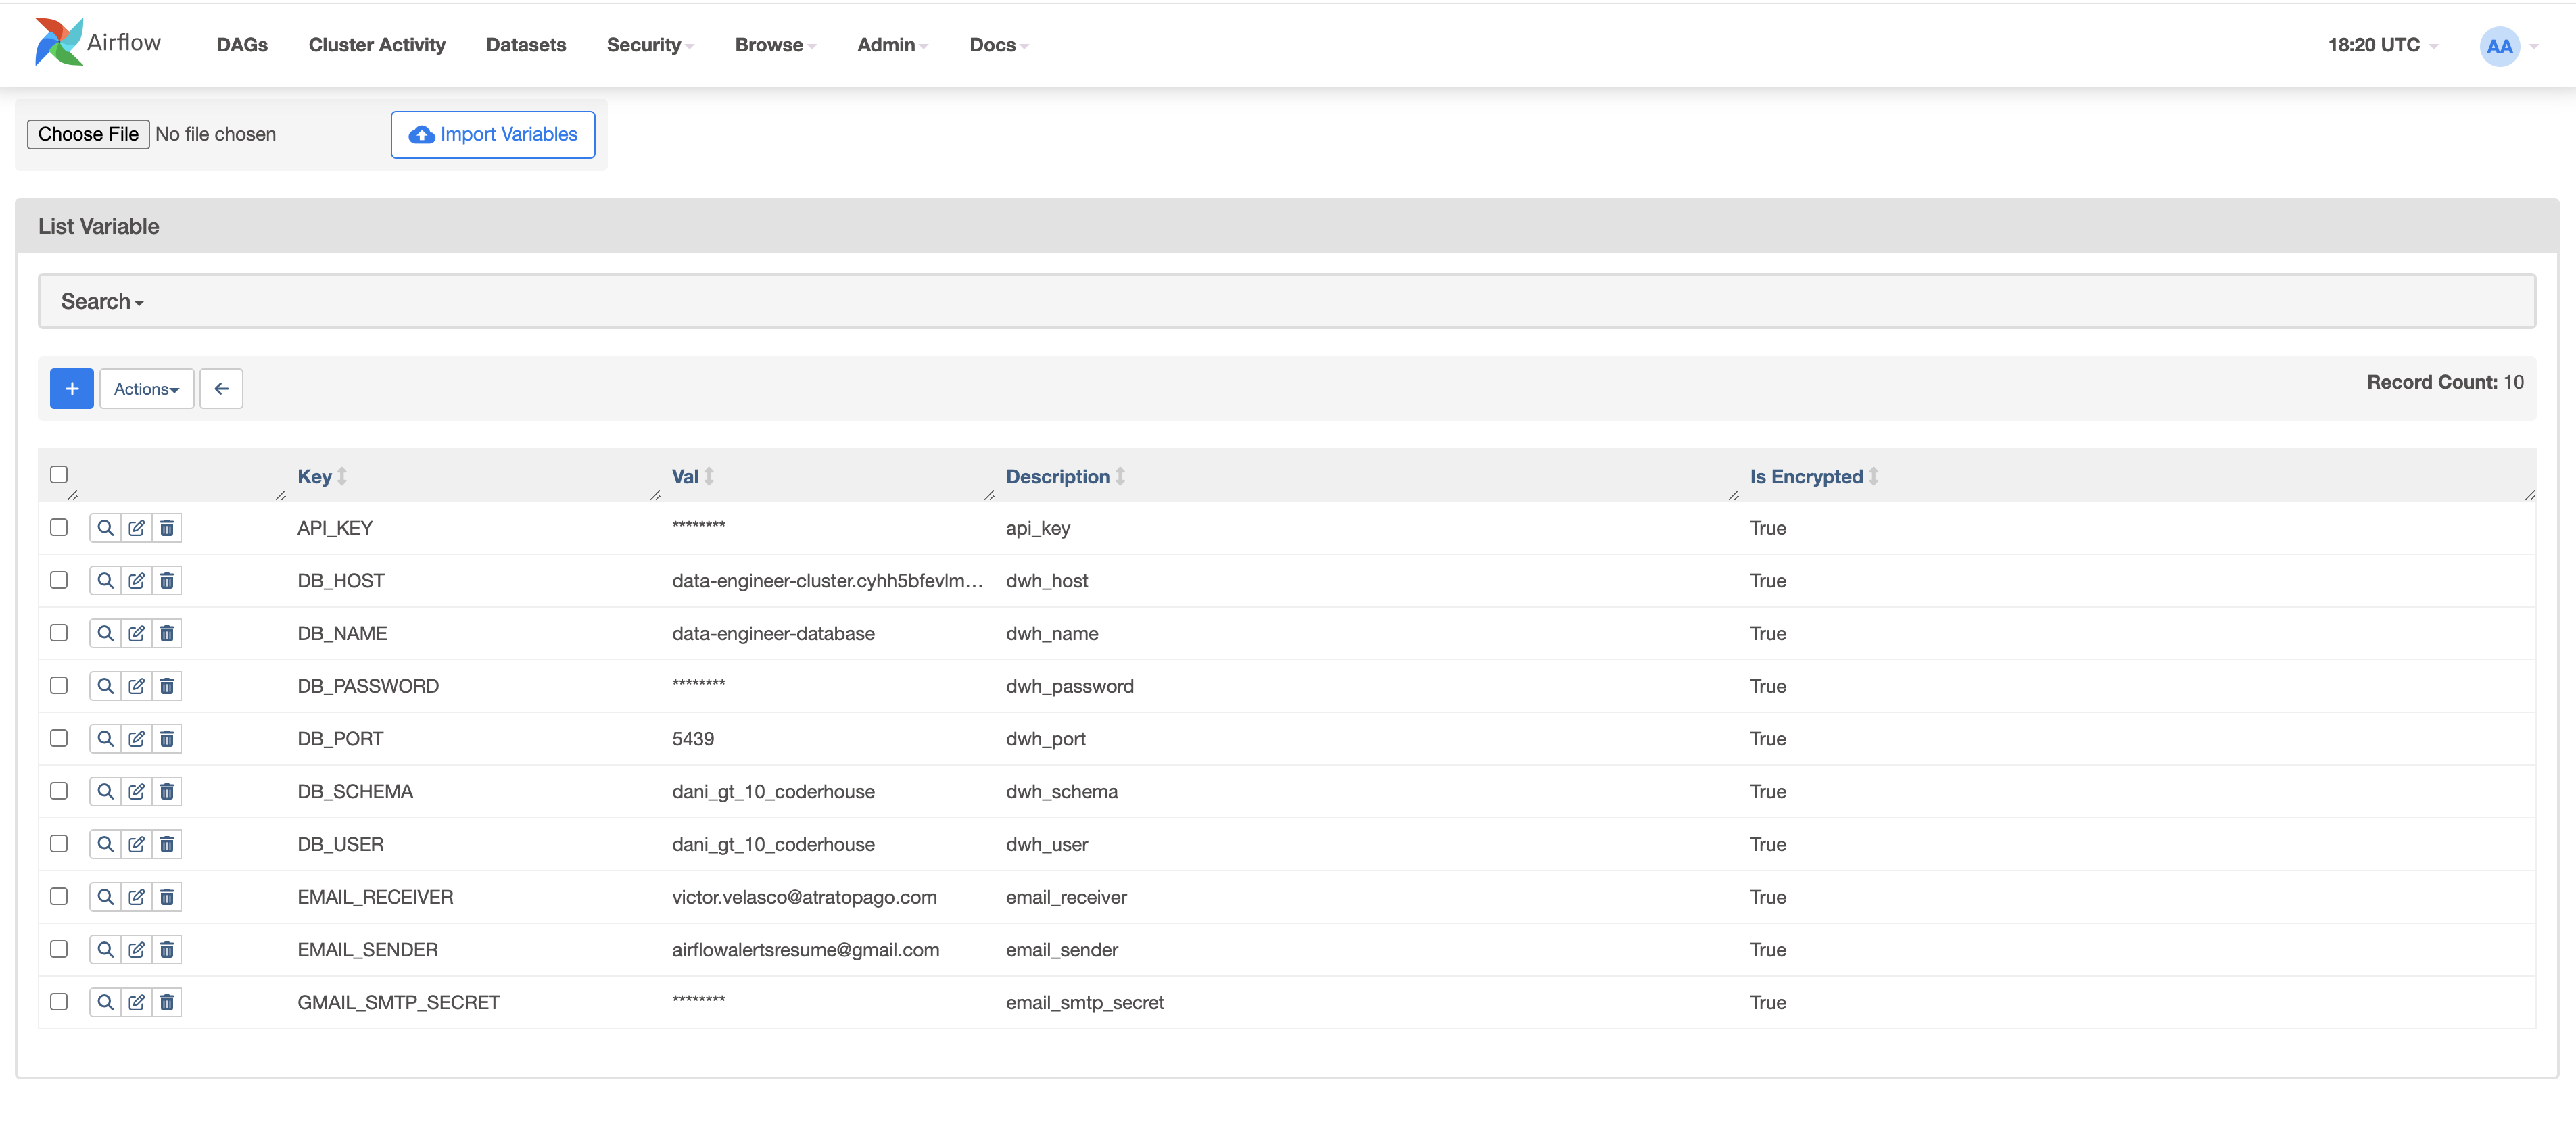 Airflow DAGs Cluster Activity Datasets Security Browse Admin Docs 18:20 UTC AA
Choose File No file chosen Import Variables
List Variable
Search
+ Actions Record Count: 10
Key Val Description Is Encrypted
API_KEY ******** api_key True
DB_HOST data-engineer-cluster.cyhh5bfevlm... dwh_host True
DB_NAME data-engineer-database dwh_name True
DB_PASSWORD ******** dwh_password True
DB_PORT 5439 dwh_port True
DB_SCHEMA dani_gt_10_coderhouse dwh_schema True
DB_USER dani_gt_10_coderhouse dwh_user True
EMAIL_RECEIVER victor.velasco@atratopago.com email_receiver True
EMAIL_SENDER airflowalertsresume@gmail.com email_sender True
GMAIL_SMTP_SECRET ******** email_smtp_secret True